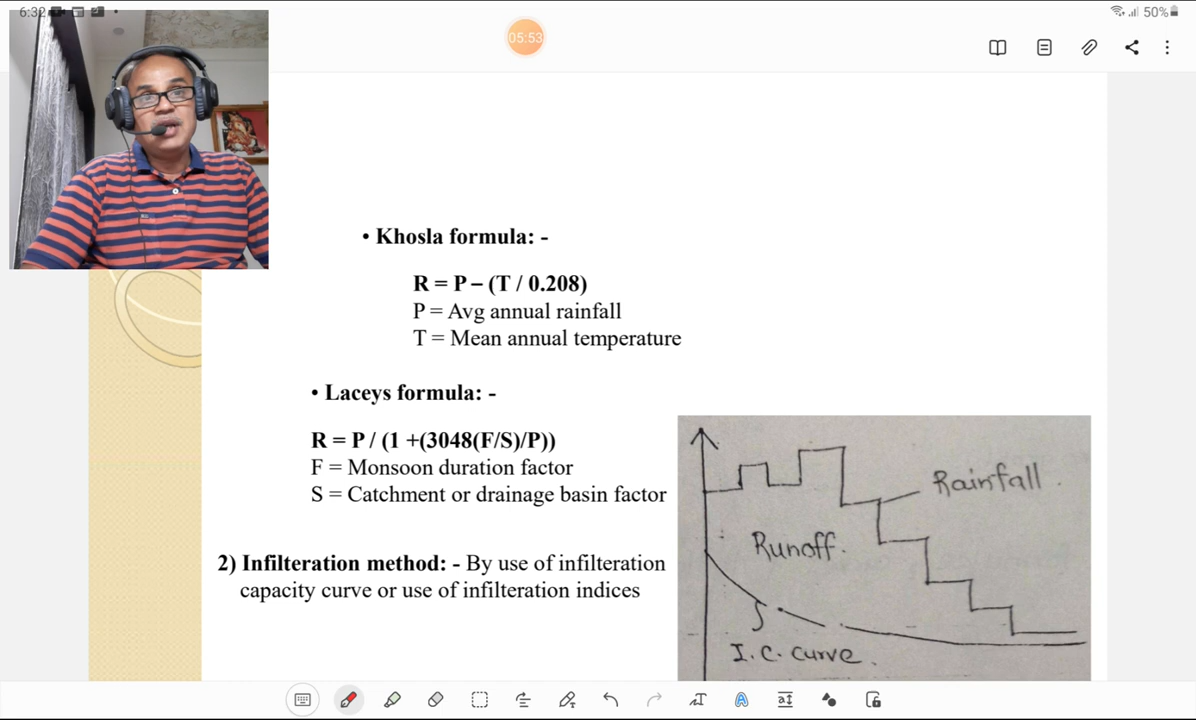 6:32
50%
05:53
• Khosla formula: -
R = P – (T / 0.208)
P = Avg annual rainfall
T = Mean annual temperature
• Laceys formula: -
R = P / (1 +(3048(F/S)/P))
F = Monsoon duration factor
S = Catchment or drainage basin factor
2) Infilteration method: - By use of infilteration
capacity curve or use of infilteration indices
Rainfall.
Runoff.
I.C. Curve.